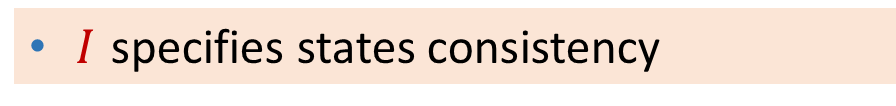 • I specifies states consistency